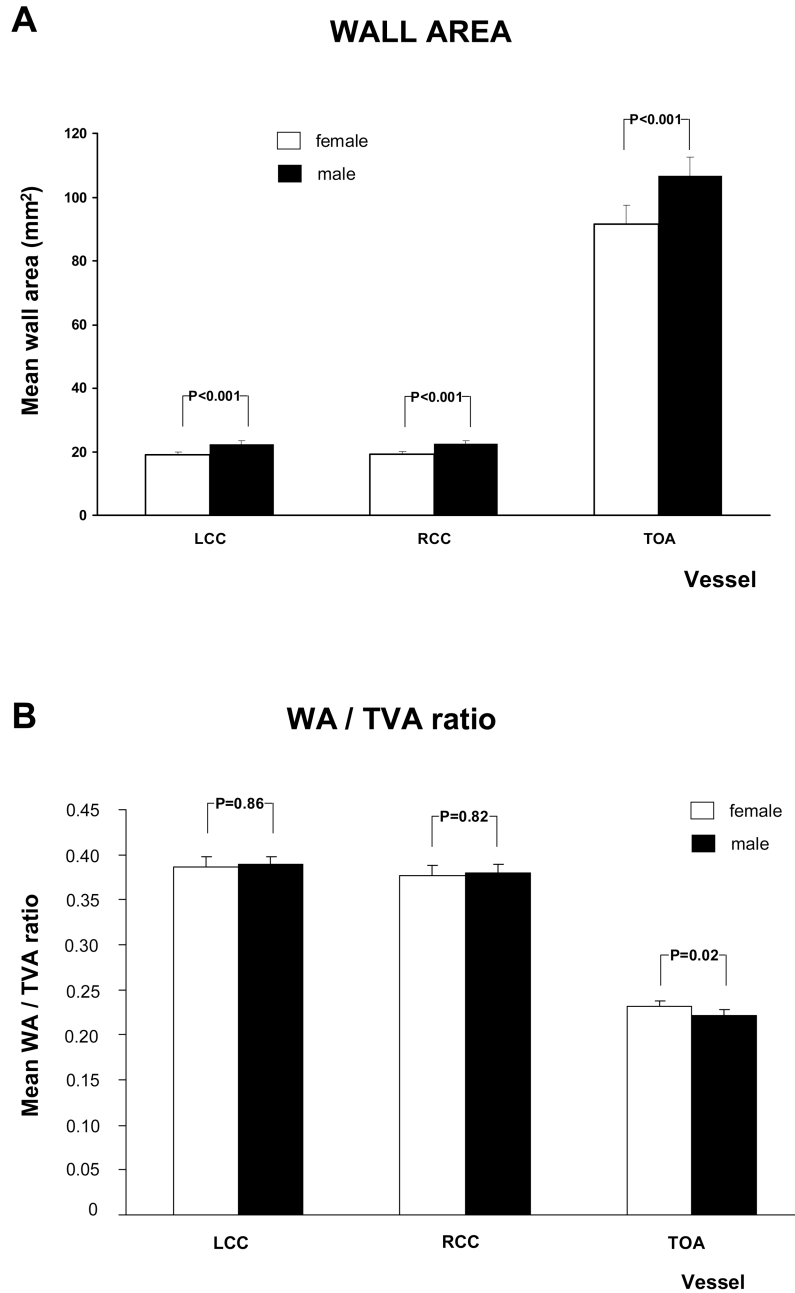 A
WALL AREA
Mean wall area (mm²)
120
100
80
60
40
20
0
female
male
P<0.001
P<0.001
P<0.001
LCC
RCC
TOA
Vessel
B
WA / TVA ratio
Mean WA / TVA ratio
0.45
0.40
0.35
0.30
0.25
0.20
0.15
0.10
0.05
0
P=0.86
P=0.82
P=0.02
female
male
LCC
RCC
TOA
Vessel